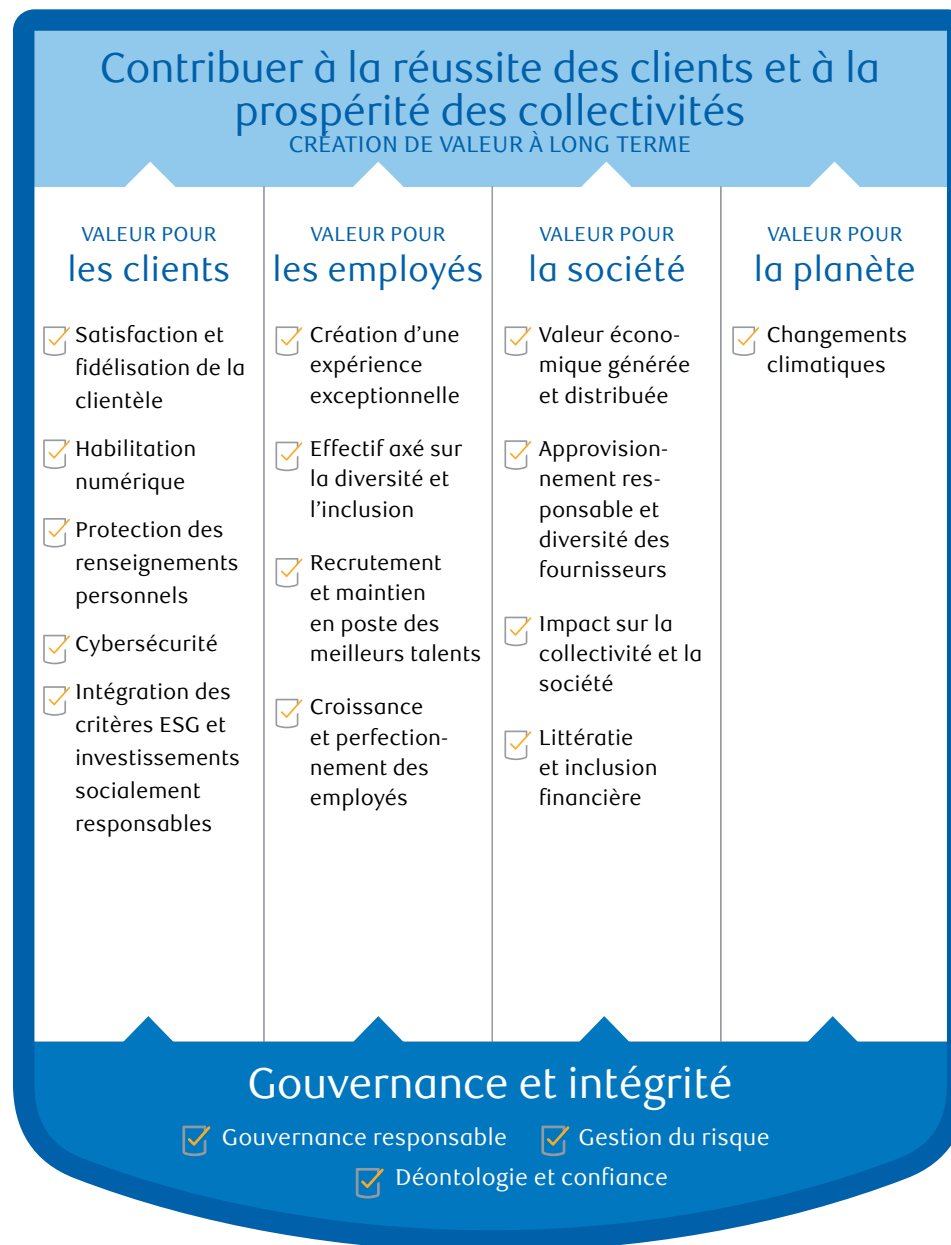 Contribuer à la réussite des clients et à la
prospérité des collectivités
CRÉATION DE VALEUR À LONG TERME
VALEUR POUR
les clients
Satisfaction et
fidélisation de la
clientèle
Habilitation
numérique
Protection des
renseignements
personnels
Cybersécurité
Intégration des
critères ESG et
investissements
socialement
responsables
VALEUR POUR
les employés
Création d'une
expérience
exceptionnelle
Effectif axé sur
la diversité et
l'inclusion
Recrutement
et maintien
en poste des
meilleurs talents
Croissance
et perfection-
nement des
employés
VALEUR POUR
la société
Valeur écono-
mique générée
et distribuée
Approvision-
nement res-
ponsable et
diversité des
fournisseurs
Impact sur la
collectivité et la
société
Littératie
et inclusion
financière
VALEUR POUR
la planète
Changements
climatiques
Gouvernance et intégrité
Gouvernance responsable Gestion du risque
Déontologie et confiance